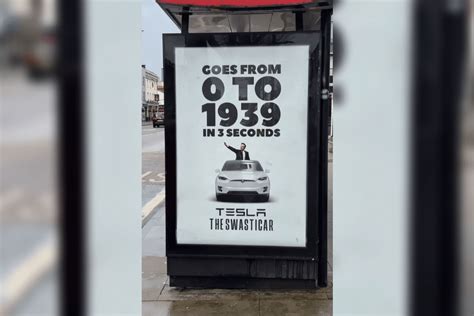 GOES FROM
0 TO
1939
IN 3 SECONDS
TESLA
THE SWASTICAR